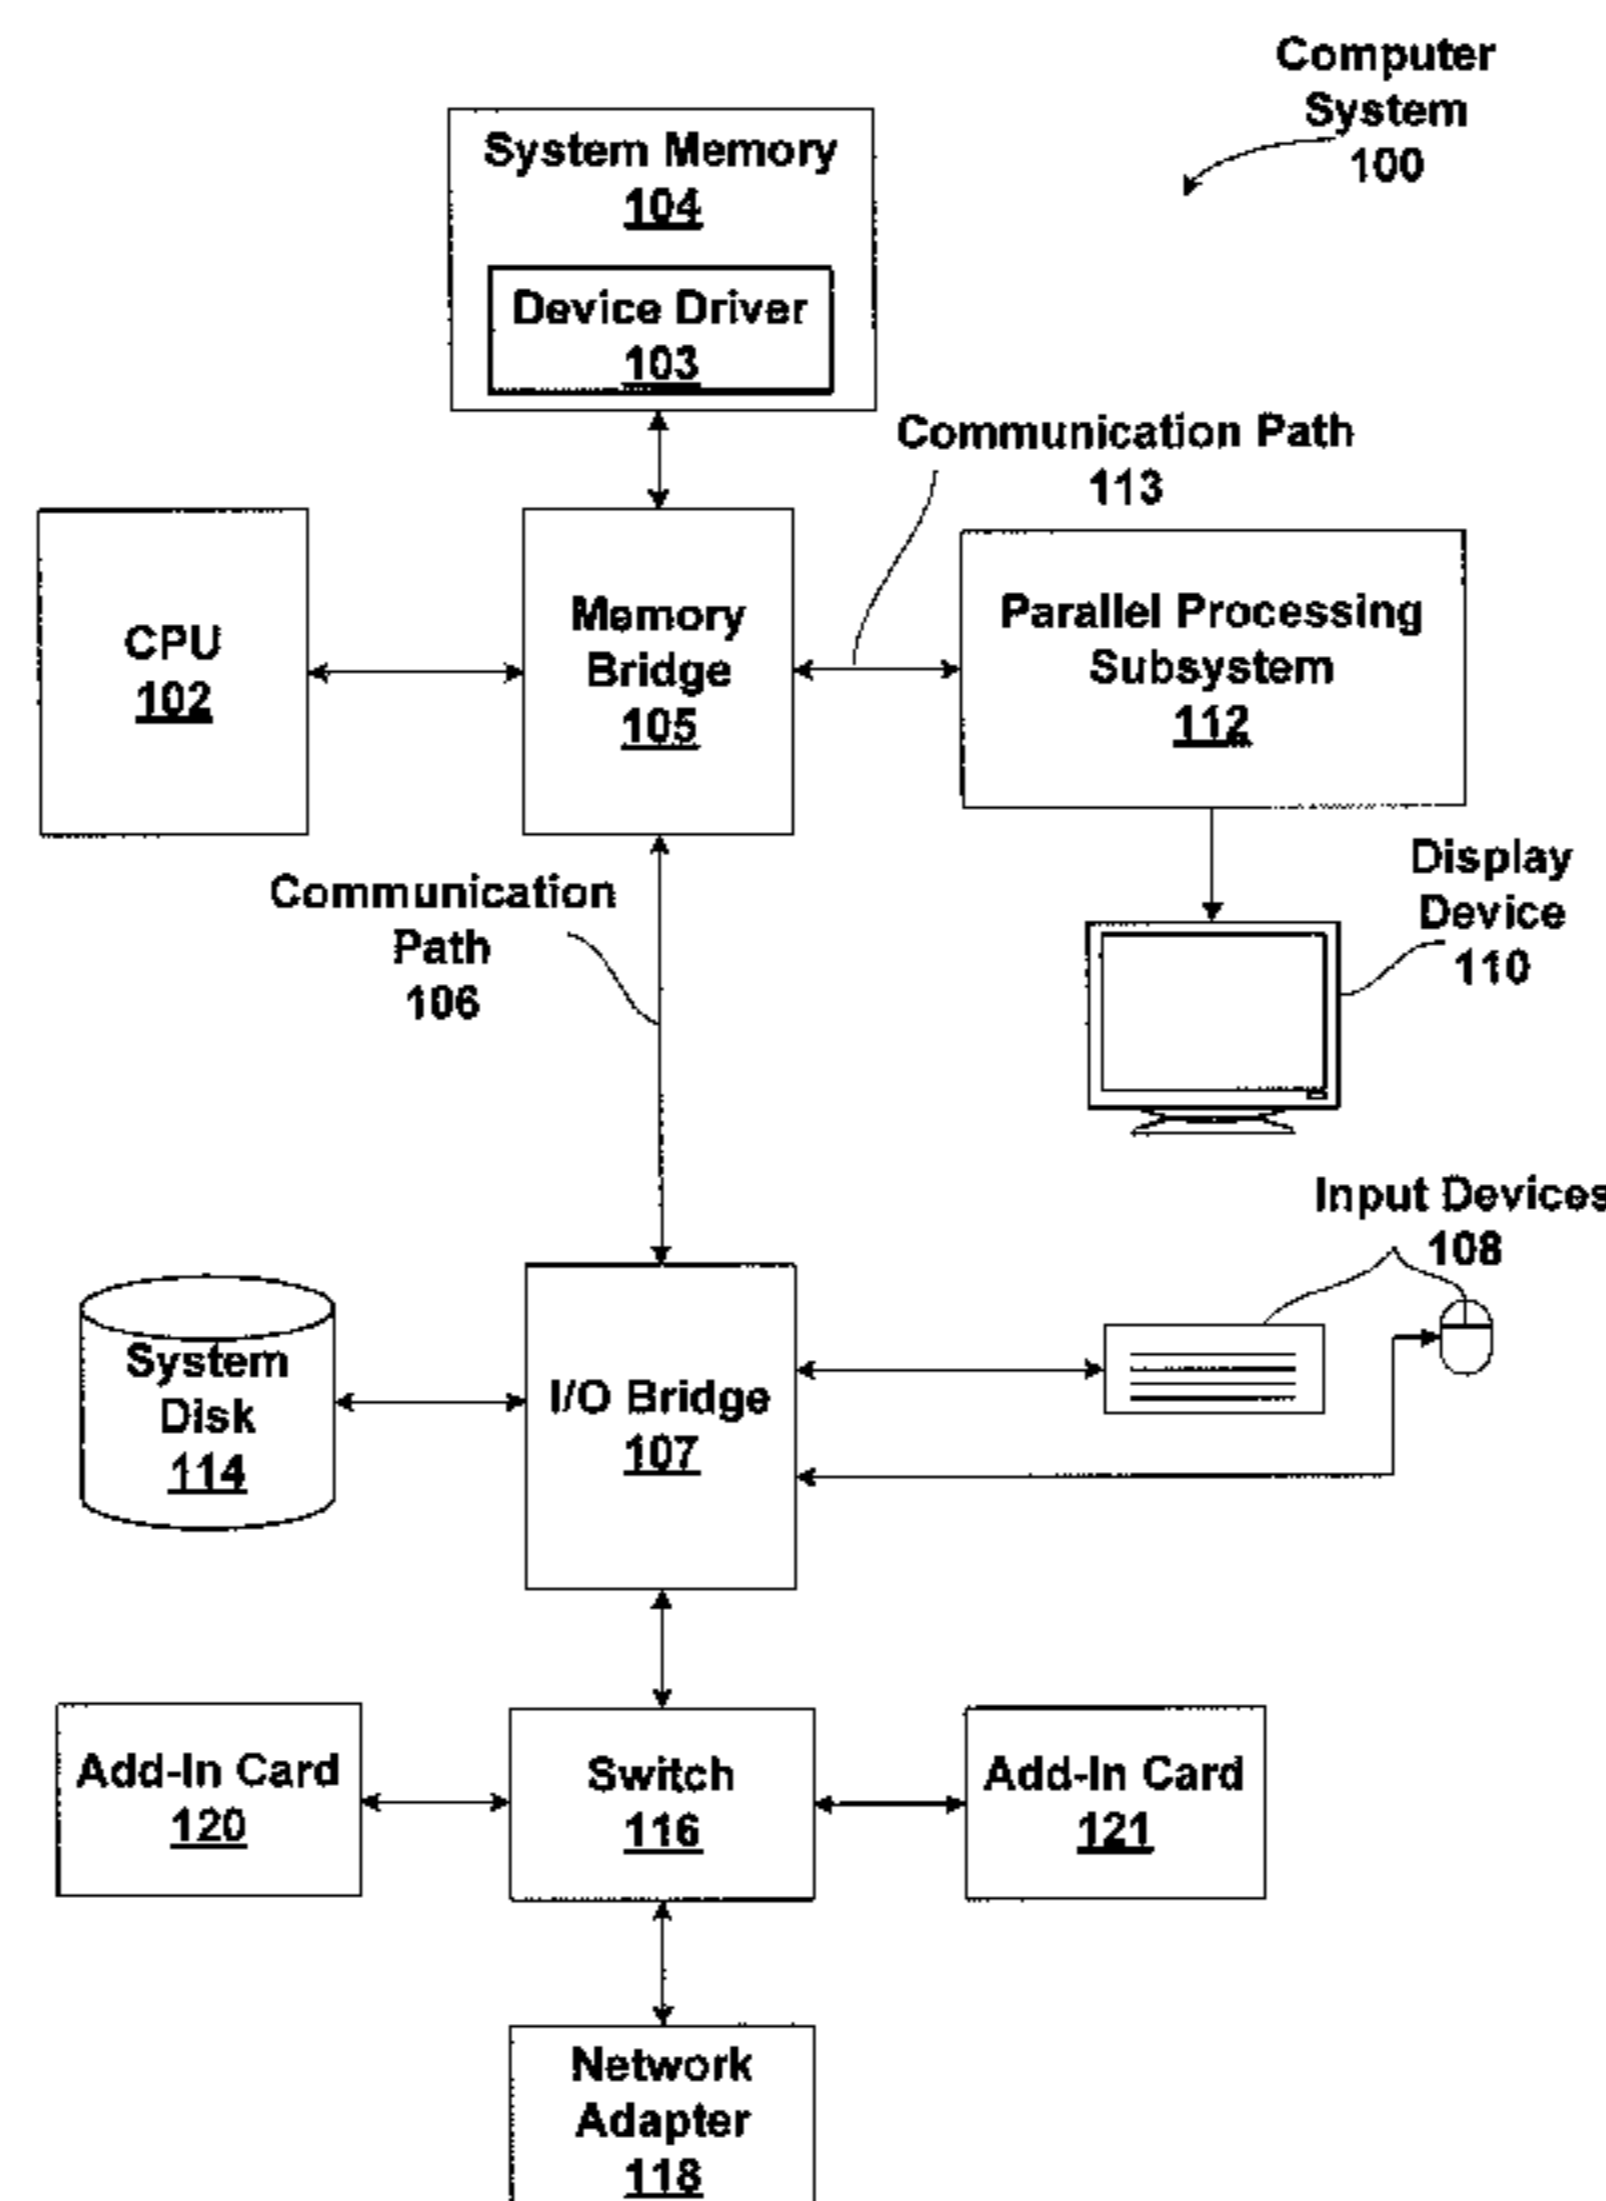 Computer
System
100
System Memory
104
Device Driver
103
Communication Path
113
CPU
102
Memory
Bridge
105
Parallel Processing
Subsystem
112
Communication
Path
106
Display
Device
110
Input Devices
108
System
Disk
114
I/O Bridge
107
Add-In Card
120
Switch
116
Add-In Card
121
Network
Adapter
118